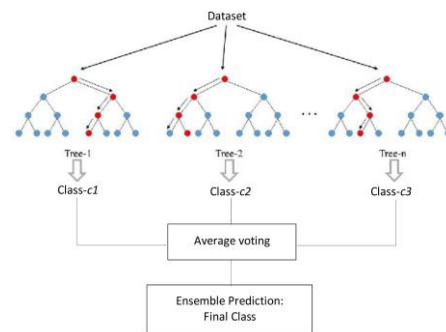 Dataset
...
Tree-1
Tree-2
Tree-n
Class-c1
Class-c2
Class-c3
Average voting
Ensemble Prediction:
Final Class